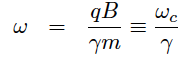 ω = qB/γm ≡ ω_c/γ